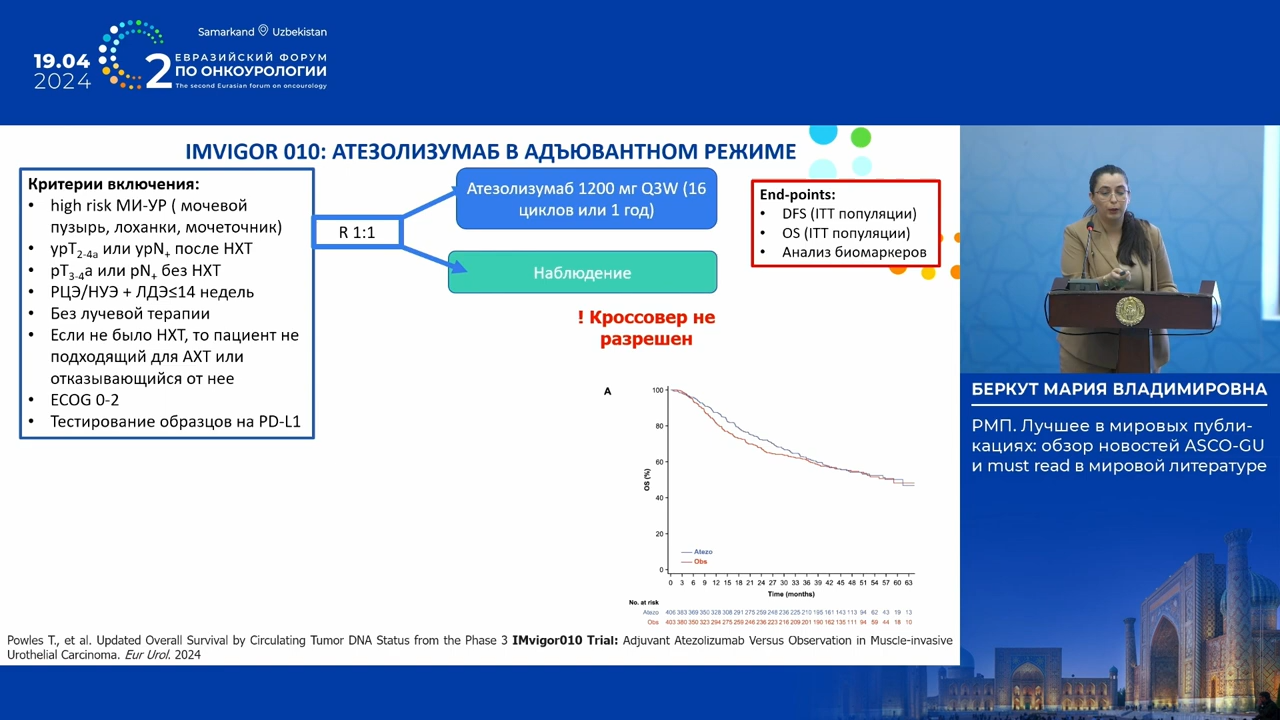 Samarkand Uzbekistan
19.04
2024
2
ЕВРАЗИЙСКИЙ ФОРУМ
ПО ОНКОУРОЛОГИИ
The second Eurasian forum on oncourology
IMVIGOR 010: АТЕЗОЛИЗУМАБ В АДЪЮВАНТНОМ РЕЖИМЕ
Критерии включения:
• high risk МИ-УР ( мочевой
пузырь, лоханки, мочеточник)
• ypT2-4a или ypN+ после НХТ
• pT3-4a или pN+ без НХТ
• РЦЭ/НУЭ + ЛДЭ≤14 недель
• Без лучевой терапии
• Если не было НХТ, то пациент не
подходящий для АХТ или
отказывающийся от нее
• ECOG 0-2
• Тестирование образцов на PD-L1
R 1:1
Атезолизумаб 1200 мг Q3W (16
циклов или 1 год)
Наблюдение
! Кроссовер не
разрешен
End-points:
• DFS (ITT популяции)
• OS (ITT популяции)
• Анализ биомаркеров
A
100
80
60
40
20
0
OS (%)
Atezo
Obs
0 3 6 9 12 15 18 21 24 27 30 33 36 39 42 45 48 51 54 57 60 63
Time (months)
No. at risk
Atezo 406 383 369 350 328 308 291 275 259 248 236 225 210 195 161 143 113 94 62 43 19 13
Obs 403 380 350 323 294 275 259 246 235 227 218 209 201 190 162 135 111 94 59 44 18 10
Powles T., et al. Updated Overall Survival by Circulating Tumor DNA Status from the Phase 3 IMvigor010 Trial: Adjuvant Atezolizumab Versus Observation in Muscle-invasive
Urothelial Carcinoma. Eur Urol. 2024
БЕРКУТ МАРИЯ ВЛАДИМИРОВНА
РМП. Лучшее в мировых публи-
кациях: обзор новостей ASCO-GU
и must read в мировой литературе